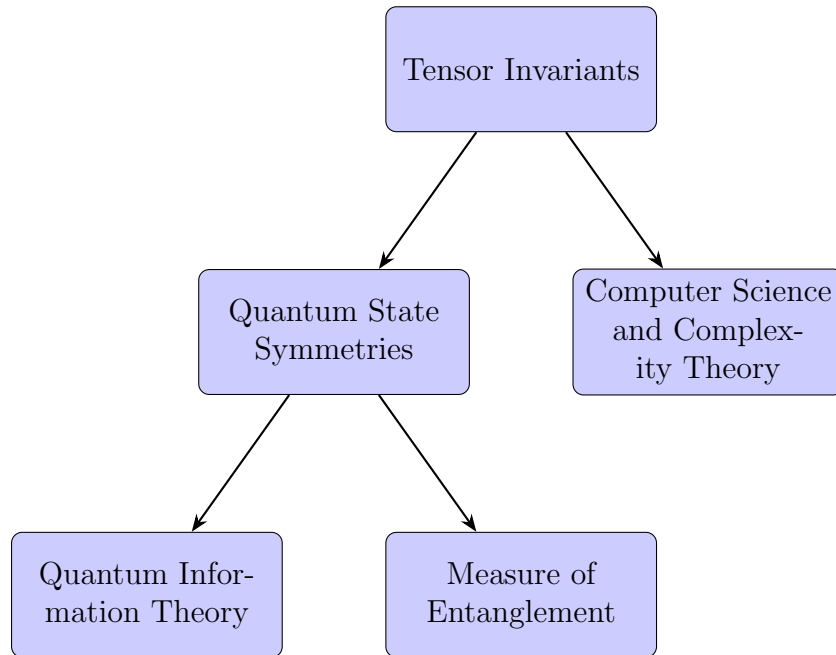 Tensor Invariants
Quantum State
Symmetries
Computer Science
and Complex-
ity Theory
Quantum Infor-
mation Theory
Measure of
Entanglement